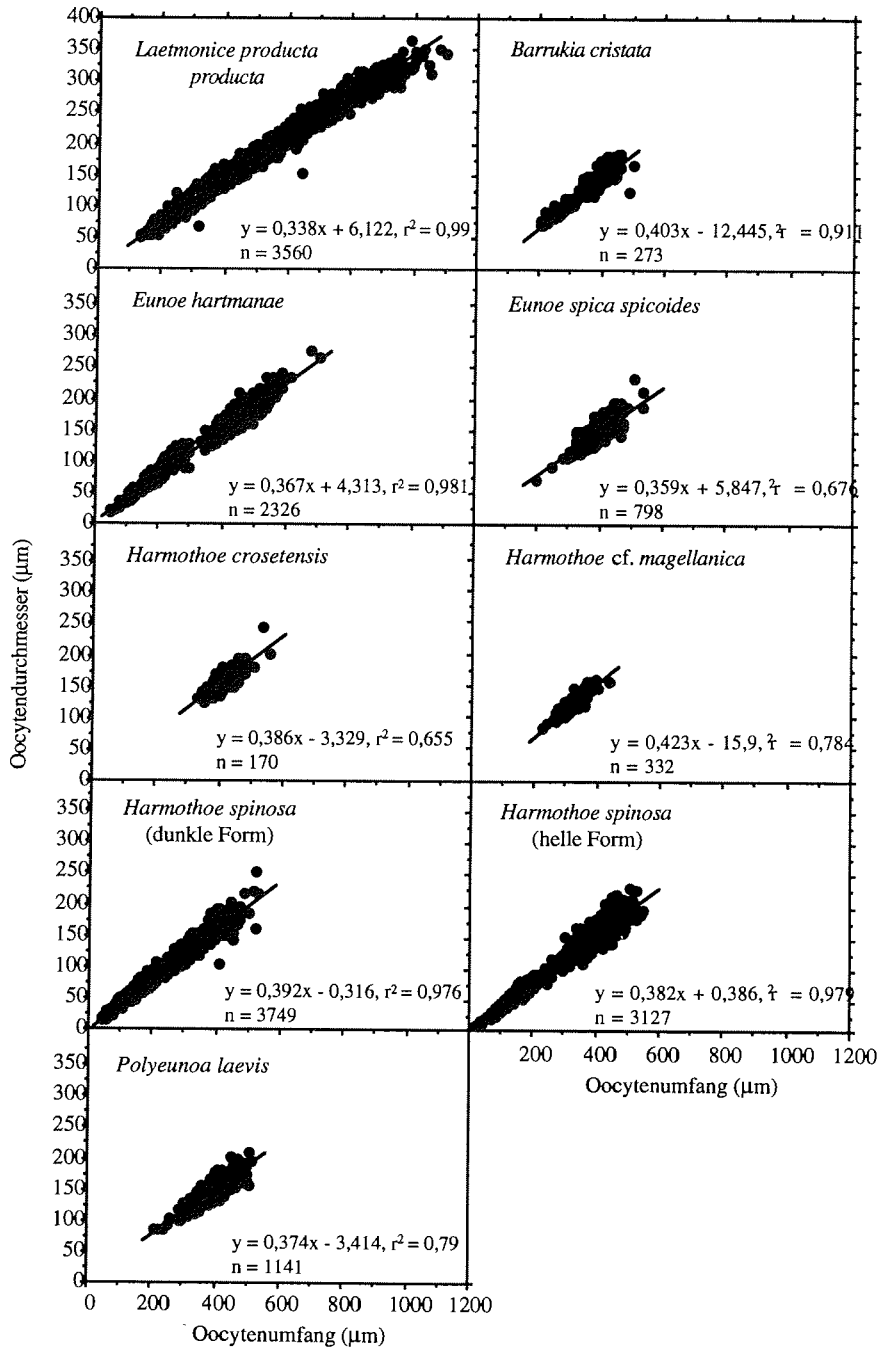 400
350
300
250
200
150
100
50
0
Laetmonice producta
producta
y = 0,338x + 6,122, r² = 0,99
n = 3560
Barrukia cristata
y = 0,403x - 12,445, r² = 0,911
n = 273
350
300
250
200
150
100
50
0
Eunoe hartmanae
y = 0,367x + 4,313, r² = 0,981
n = 2326
Eunoe spica spicoides
y = 0,359x + 5,847, r² = 0,676
n = 798
Oocytendurchmesser (µm)
350
300
250
200
150
100
50
0
Harmothoe crosetensis
y = 0,386x - 3,329, r² = 0,655
n = 170
Harmothoe cf. magellanica
y = 0,423x - 15,9, r² = 0,784
n = 332
350
300
250
200
150
100
50
0
Harmothoe spinosa
(dunkle Form)
y = 0,392x - 0,316, r² = 0,976
n = 3749
Harmothoe spinosa
(helle Form)
y = 0,382x + 0,386, r² = 0,979
n = 3127
200 400 600 800 1000 1200
Oocytenumfang (µm)
350
300
250
200
150
100
50
0
Polyeunoa laevis
y = 0,374x - 3,414, r² = 0,79
n = 1141
0 200 400 600 800 1000 1200
Oocytenumfang (µm)